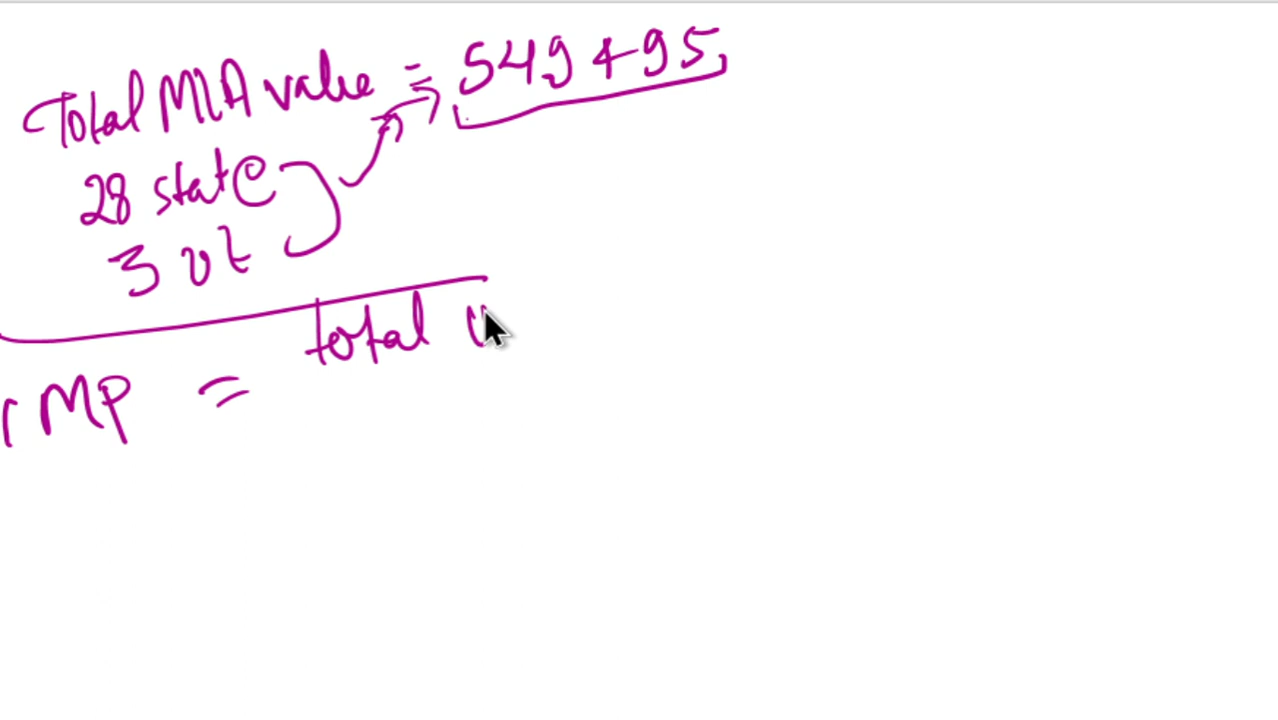 Total MLA value = 549495
28 state
3 ut
total
r MP =